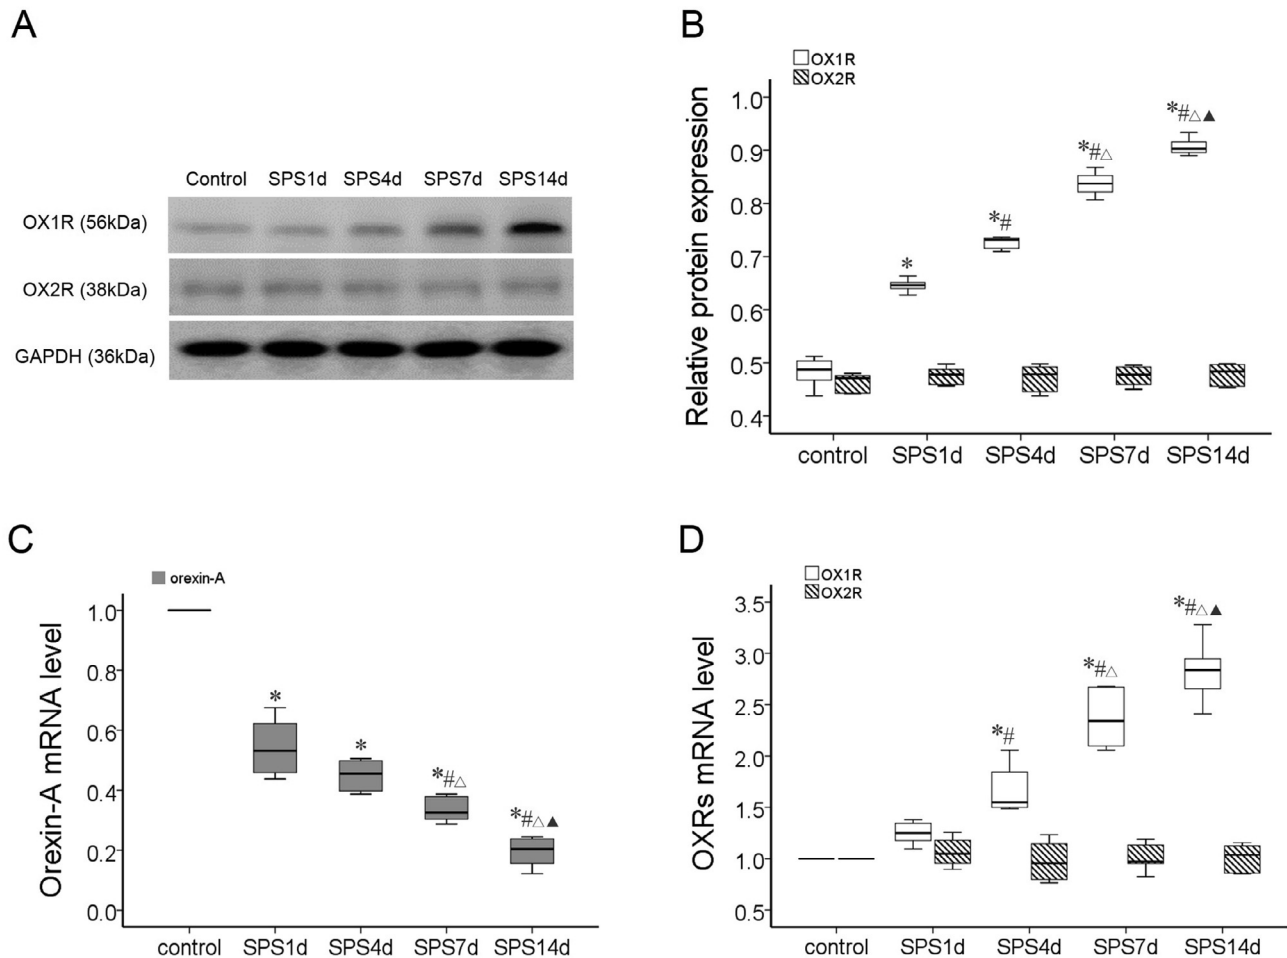 A
Control SPS1d SPS4d SPS7d SPS14d
OX1R (56kDa)
OX2R (38kDa)
GAPDH (36kDa)
B
OX1R
OX2R
Relative protein expression
1.0
0.9
0.8
0.7
0.6
0.5
0.4
*
*#
*#△
*#△▲
control SPS1d SPS4d SPS7d SPS14d
C
orexin-A
Orexin-A mRNA level
1.0
0.8
0.6
0.4
0.2
0.0
*
*
*#△
*#△▲
control SPS1d SPS4d SPS7d SPS14d
D
OX1R
OX2R
OXRs mRNA level
3.5
3.0
2.5
2.0
1.5
1.0
0.5
*#
*#△
*#△▲
control SPS1d SPS4d SPS7d SPS14d